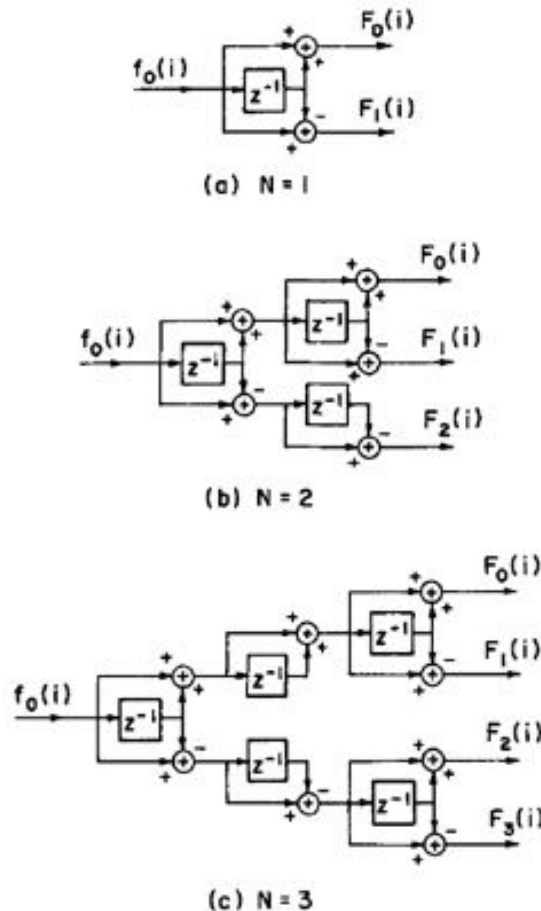 F₀(i)
+
+
f₀(i)
z⁻¹
−
F₁(i)
+
(a) N = 1
F₀(i)
+
+
+
+
z⁻¹
f₀(i)
−
F₁(i)
z⁻¹
+
−
z⁻¹
+
−
F₂(i)
+
(b) N = 2
F₀(i)
+
+
+
+
z⁻¹
+
+
−
F₁(i)
f₀(i)
z⁻¹
+
z⁻¹
−
F₂(i)
+
z⁻¹
+
+
−
z⁻¹
+
−
F₃(i)
+
(c) N = 3